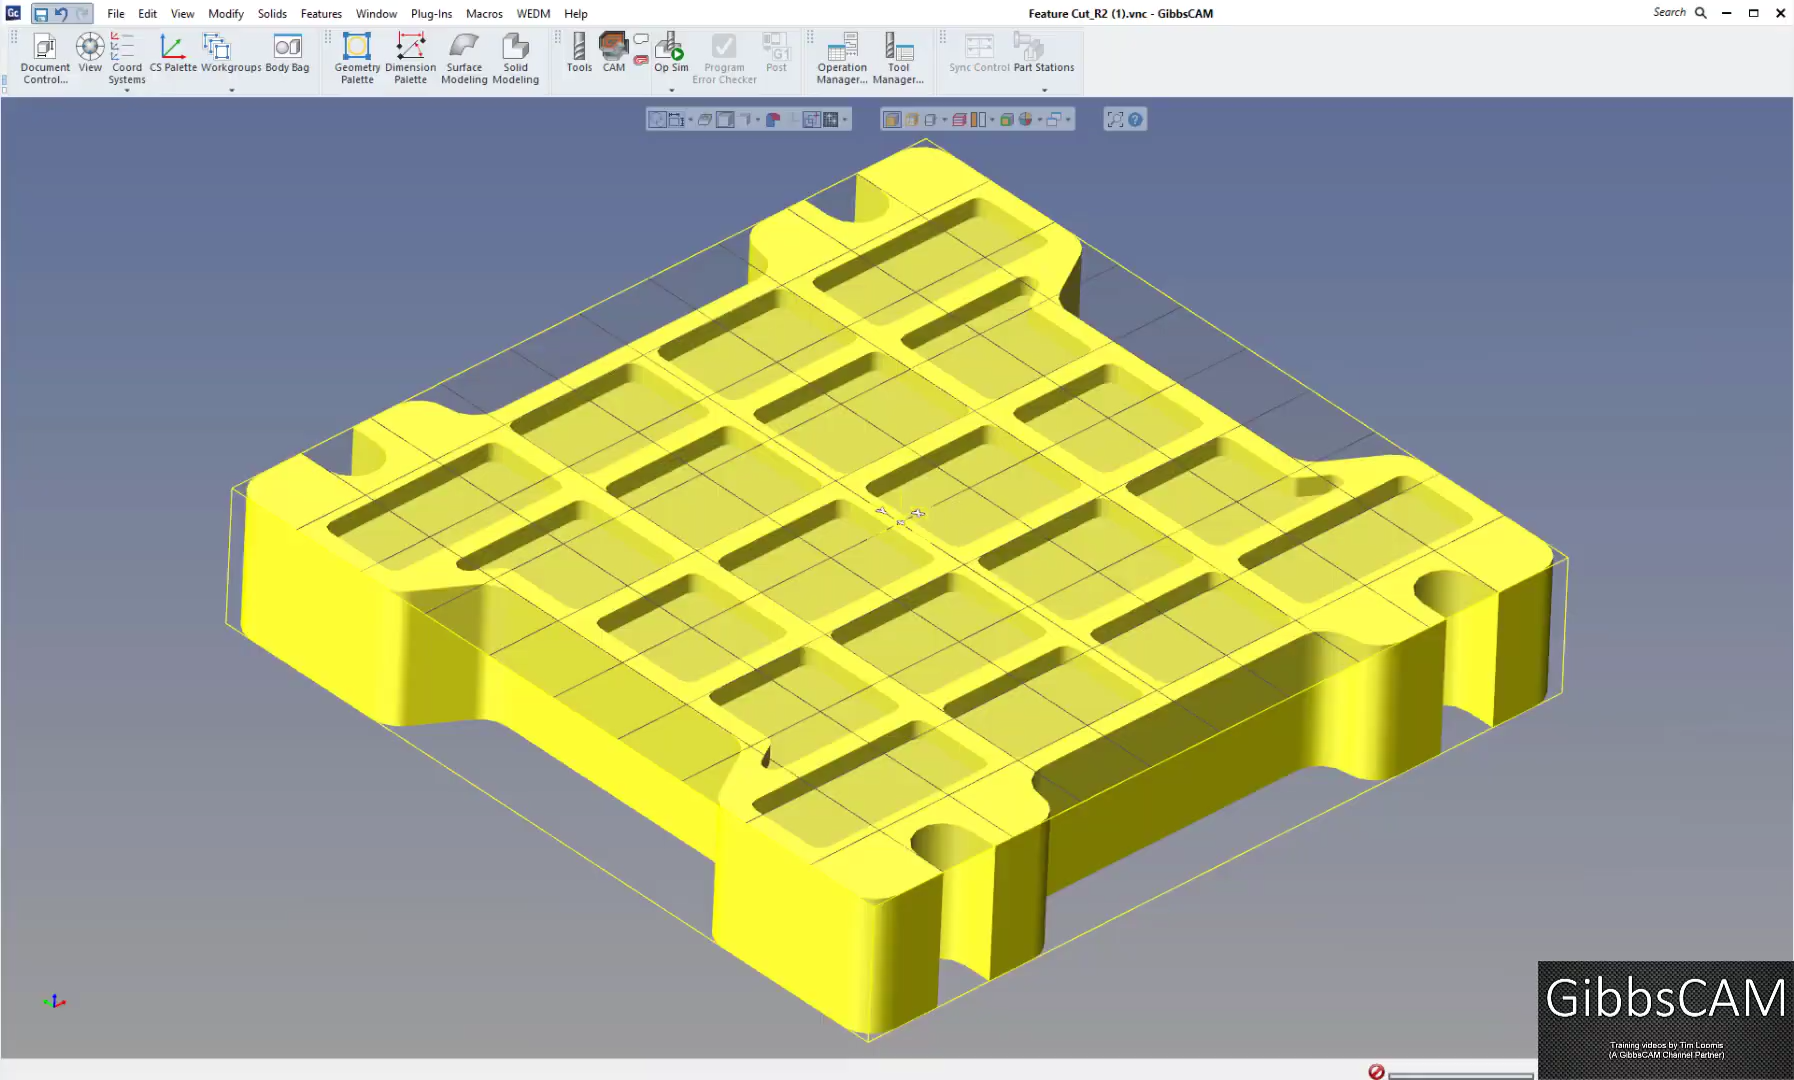 Gc
File Edit View Modify Solids Features Window Plug-Ins Macros WEDM Help
Feature Cut_R2 (1).vnc - GibbsCAM
Search
Document Control...
View
Coord Systems
CS Palette
Workgroups
Body Bag
Geometry Palette
Dimension Palette
Surface Modeling
Solid Modeling
Tools
CAM
Op Sim
Program Error Checker
Post
Operation Manager...
Tool Manager...
Sync Control
Part Stations
GibbsCAM
Training videos by Tim Loomis
(A GibbsCAM Channel Partner)